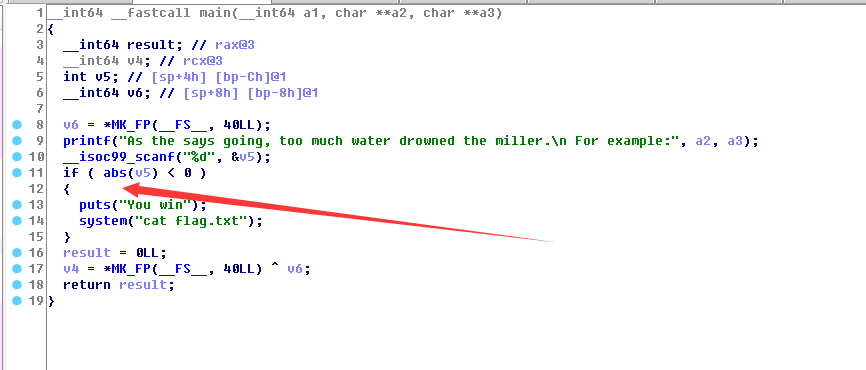 1 __int64 __fastcall main(__int64 a1, char **a2, char **a3)
2 {
3 __int64 result; // rax@3
4 __int64 v4; // rcx@3
5 int v5; // [sp+4h] [bp-Ch]@1
6 __int64 v6; // [sp+8h] [bp-8h]@1
7
8 v6 = *MK_FP(__FS__, 40LL);
9 printf("As the says going, too much water drowned the miller.\n For example:", a2, a3);
10 __isoc99_scanf("%d", &v5);
11 if ( abs(v5) < 0 )
12 {
13 puts("You win");
14 system("cat flag.txt");
15 }
16 result = 0LL;
17 v4 = *MK_FP(__FS__, 40LL) ^ v6;
18 return result;
19 }